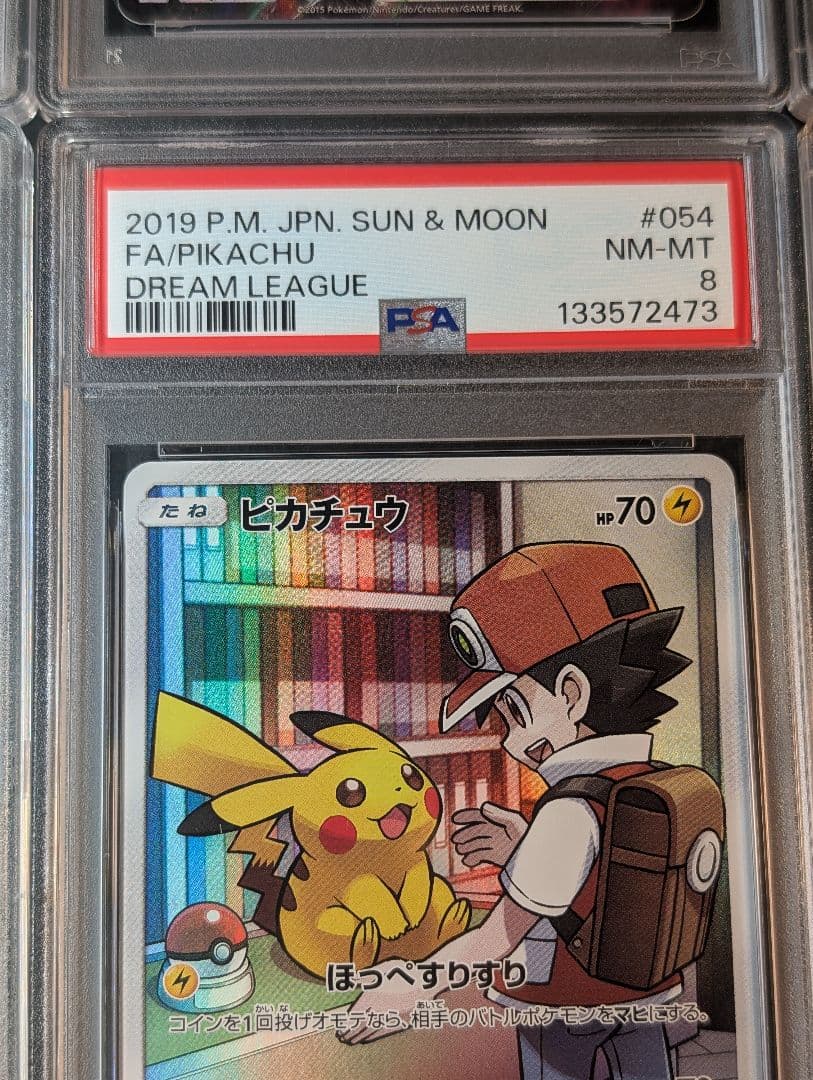 ©2015 Pokémon/Nintendo/Creatures/GAME FREAK.
PSA
2019 P.M. JPN. SUN & MOON #054
FA/PIKACHU NM-MT
DREAM LEAGUE 8
PSA 133572473
たね ピカチュウ HP70
ほっぺすりすり
コインを1回投げオモテなら、相手のバトルポケモンをマヒにする。